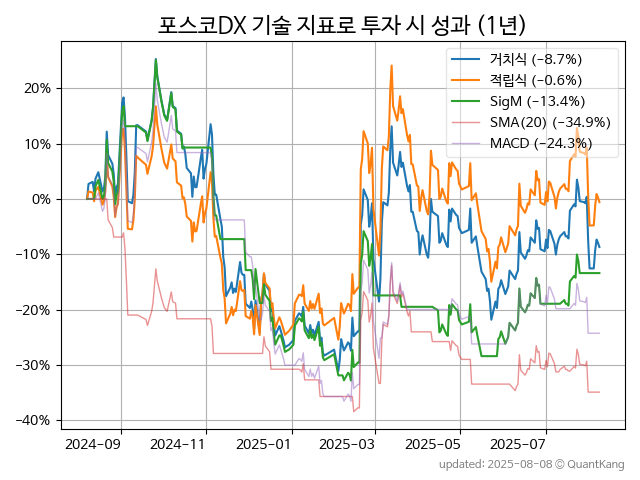 포스코DX 기술 지표로 투자 시 성과 (1년)
거치식 (−8.7%)
적립식 (−0.6%)
SigM (−13.4%)
SMA(20) (−34.9%)
MACD (−24.3%)
20%
10%
0%
−10%
−20%
−30%
−40%
2024-09 2024-11 2025-01 2025-03 2025-05 2025-07
updated: 2025-08-08 © QuantKang